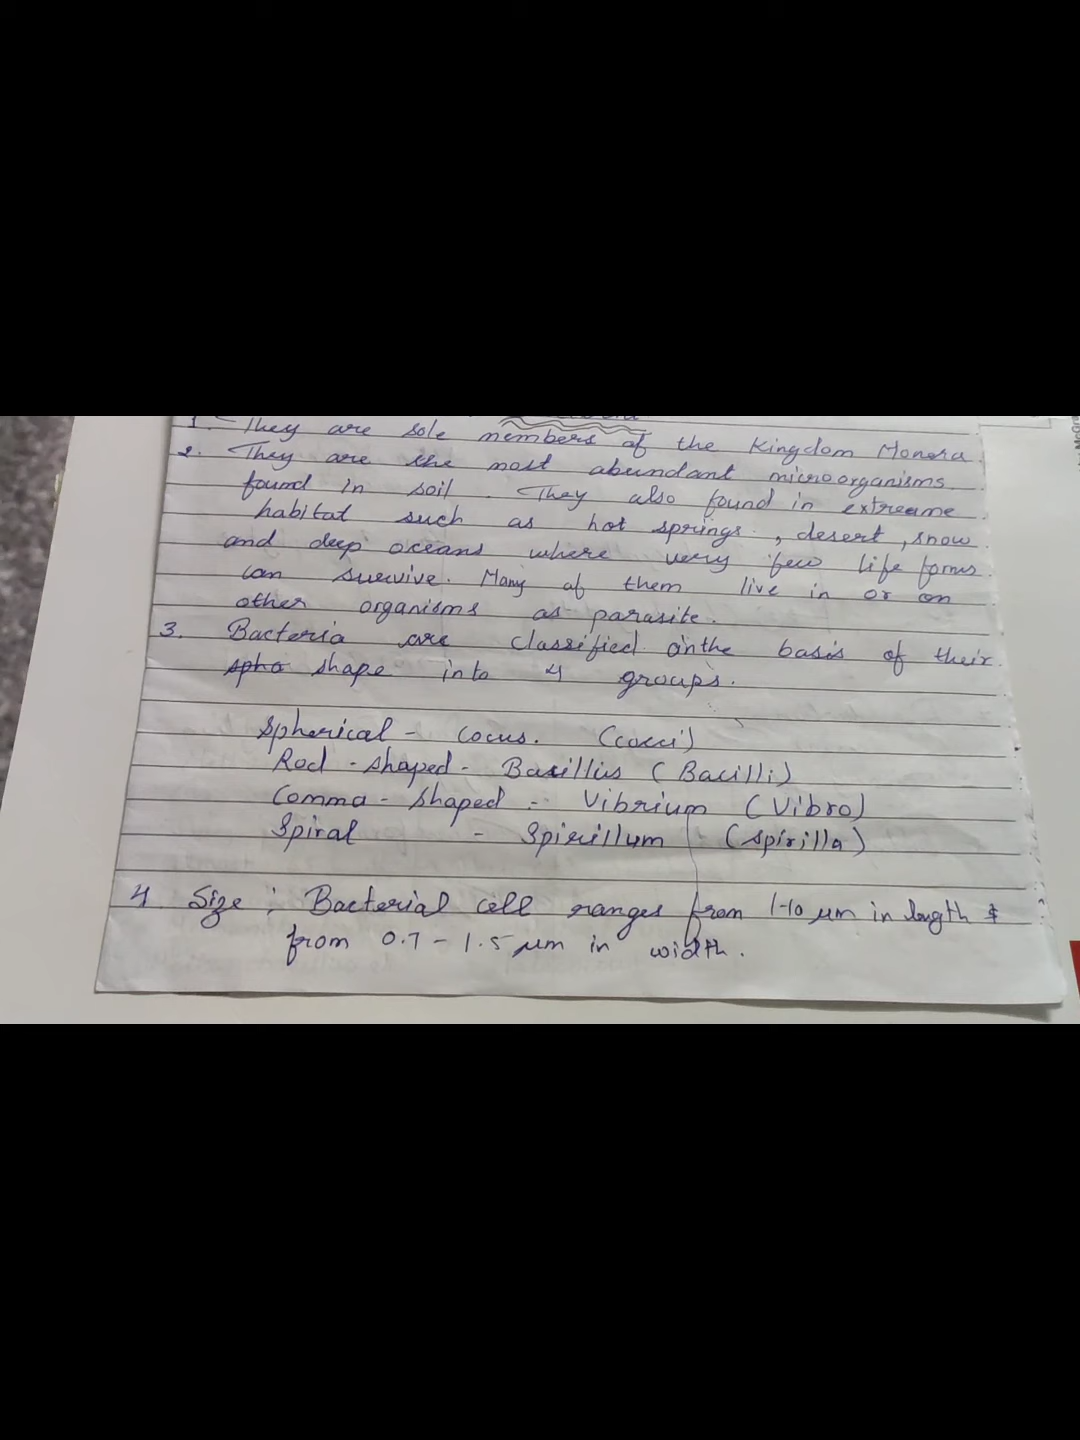 1. They are sole members of the Kingdom Monera.
2. They are the most abundant microorganisms
found in soil. They also found in extreame
habitat such as hot springs, desert, snow
and deep oceans where very few life forms
can survive. Many of them live in or on
other organisms as parasite.
3. Bacteria are classified on the basis of their
spha shape into 4 groups.
Spherical - Cocus. (cocci)
Rod - shaped - Bacillus (Bacilli)
Comma - shaped - Vibrium (Vibro)
Spiral - Spirillum (Spirilla)
4 Size : Bacterial cell ranges from 1-10 µm in length &
from 0.7 - 1.5 µm in width.